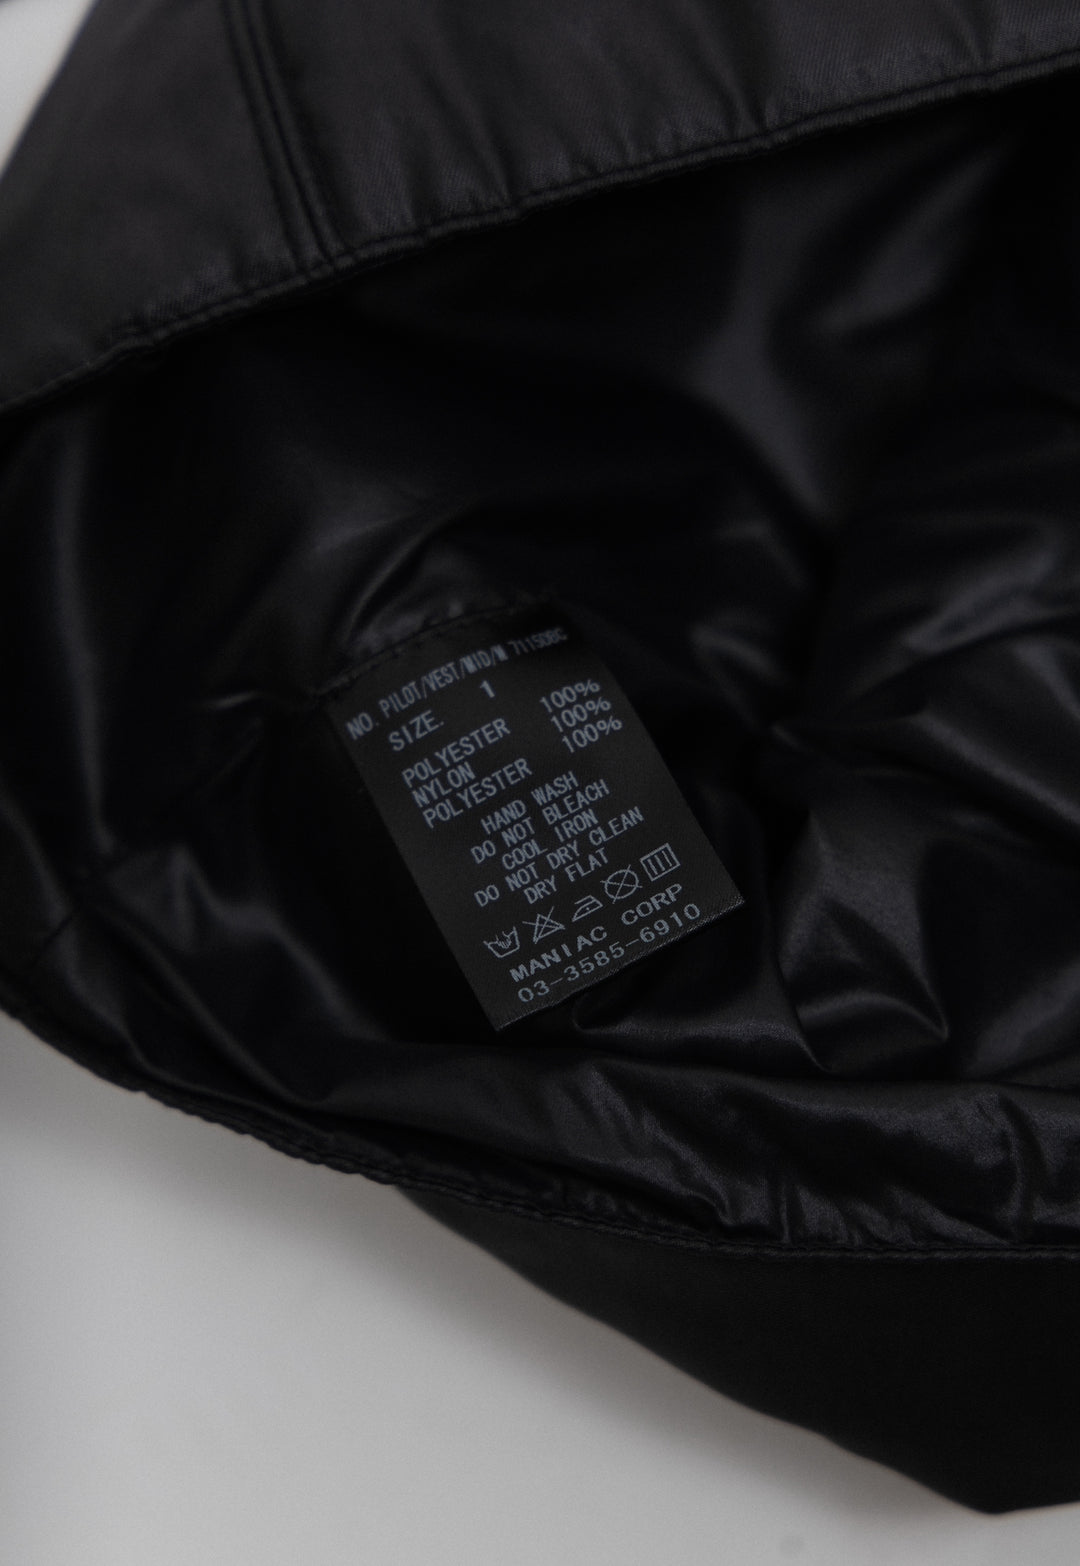 NO. PILOT/VEST/MID/M 7115DBC
SIZE. 1
POLYESTER 100%
NYLON 100%
POLYESTER 100%
HAND WASH
DO NOT BLEACH
COOL IRON
DO NOT DRY CLEAN
DRY FLAT
MANIAC CORP
03-3585-6910